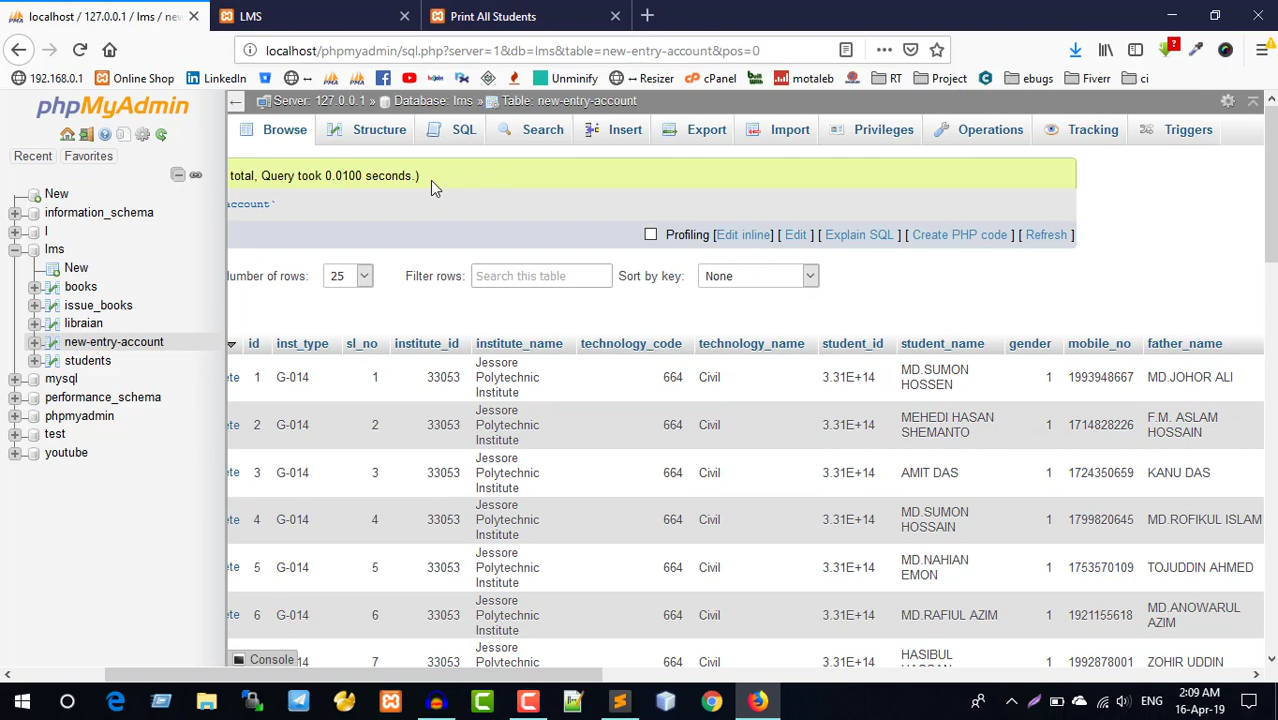 localhost / 127.0.0.1 / lms / new
LMS
Print All Students
localhost/phpmyadmin/sql.php?server=1&db=lms&table=new-entry-account&pos=0
192.168.0.1
Online Shop
LinkedIn
Unminify
Resizer
cPanel
motaleb
RT
Project
ebugs
Fiverr
ci
phpMyAdmin
Server: 127.0.0.1 » Database: lms » Table: new-entry-account
Browse
Structure
SQL
Search
Insert
Export
Import
Privileges
Operations
Tracking
Triggers
Recent
Favorites
New
information_schema
l
lms
New
books
issue_books
libraian
new-entry-account
students
mysql
performance_schema
phpmyadmin
test
youtube
total, Query took 0.0100 seconds.)
account`
Profiling [Edit inline] [ Edit ] [ Explain SQL ] [ Create PHP code ] [ Refresh ]
umber of rows: 25 Filter rows: Search this table Sort by key: None
id inst_type sl_no institute_id institute_name technology_code technology_name student_id student_name gender mobile_no father_name
ete 1 G-014 1 33053 Jessore Polytechnic Institute 664 Civil 3.31E+14 MD.SUMON HOSSEN 1 1993948667 MD.JOHOR ALI
ete 2 G-014 2 33053 Jessore Polytechnic Institute 664 Civil 3.31E+14 MEHEDI HASAN SHEMANTO 1 1714828226 F.M. ASLAM HOSSAIN
ete 3 G-014 3 33053 Jessore Polytechnic Institute 664 Civil 3.31E+14 AMIT DAS 1 1724350659 KANU DAS
ete 4 G-014 4 33053 Jessore Polytechnic Institute 664 Civil 3.31E+14 MD.SUMON HOSSAIN 1 1799820645 MD.ROFIKUL ISLAM
ete 5 G-014 5 33053 Jessore Polytechnic Institute 664 Civil 3.31E+14 MD.NAHIAN EMON 1 1753570109 TOJUDDIN AHMED
ete 6 G-014 6 33053 Jessore Polytechnic Institute 664 Civil 3.31E+14 MD.RAFIUL AZIM 1 1921155618 MD.ANOWARUL AZIM
14 7 33053 Jessore Polytechnic 664 Civil 3.31E+14 HASIBUL 1 1992878001 ZOHIR UDDIN
Console
ENG
2:09 AM
16-Apr-19